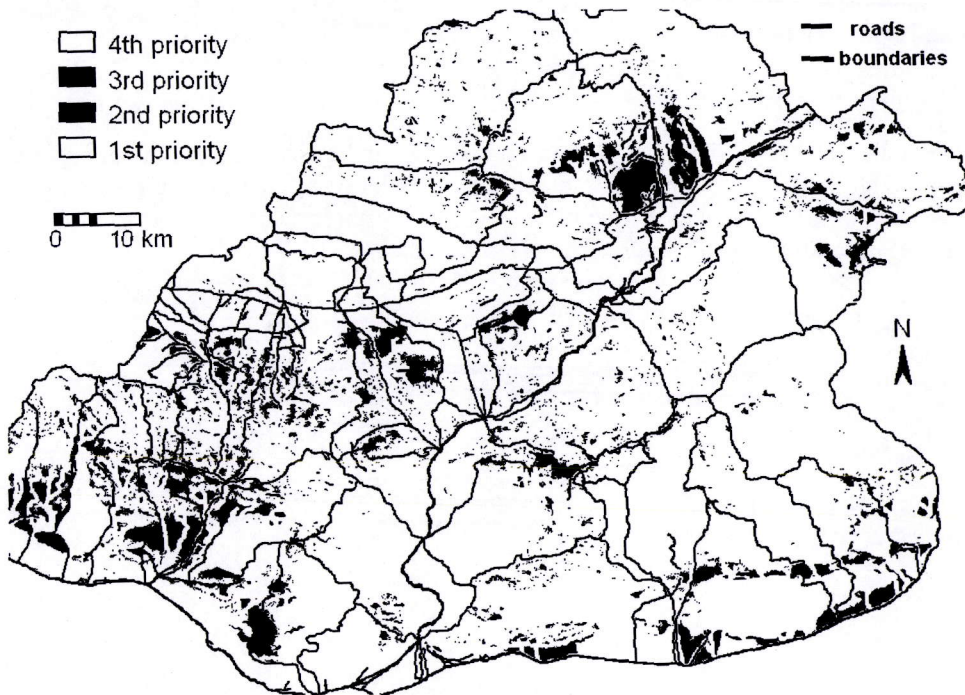 4th priority
3rd priority
2nd priority
1st priority
roads
boundaries
0 10 km
N